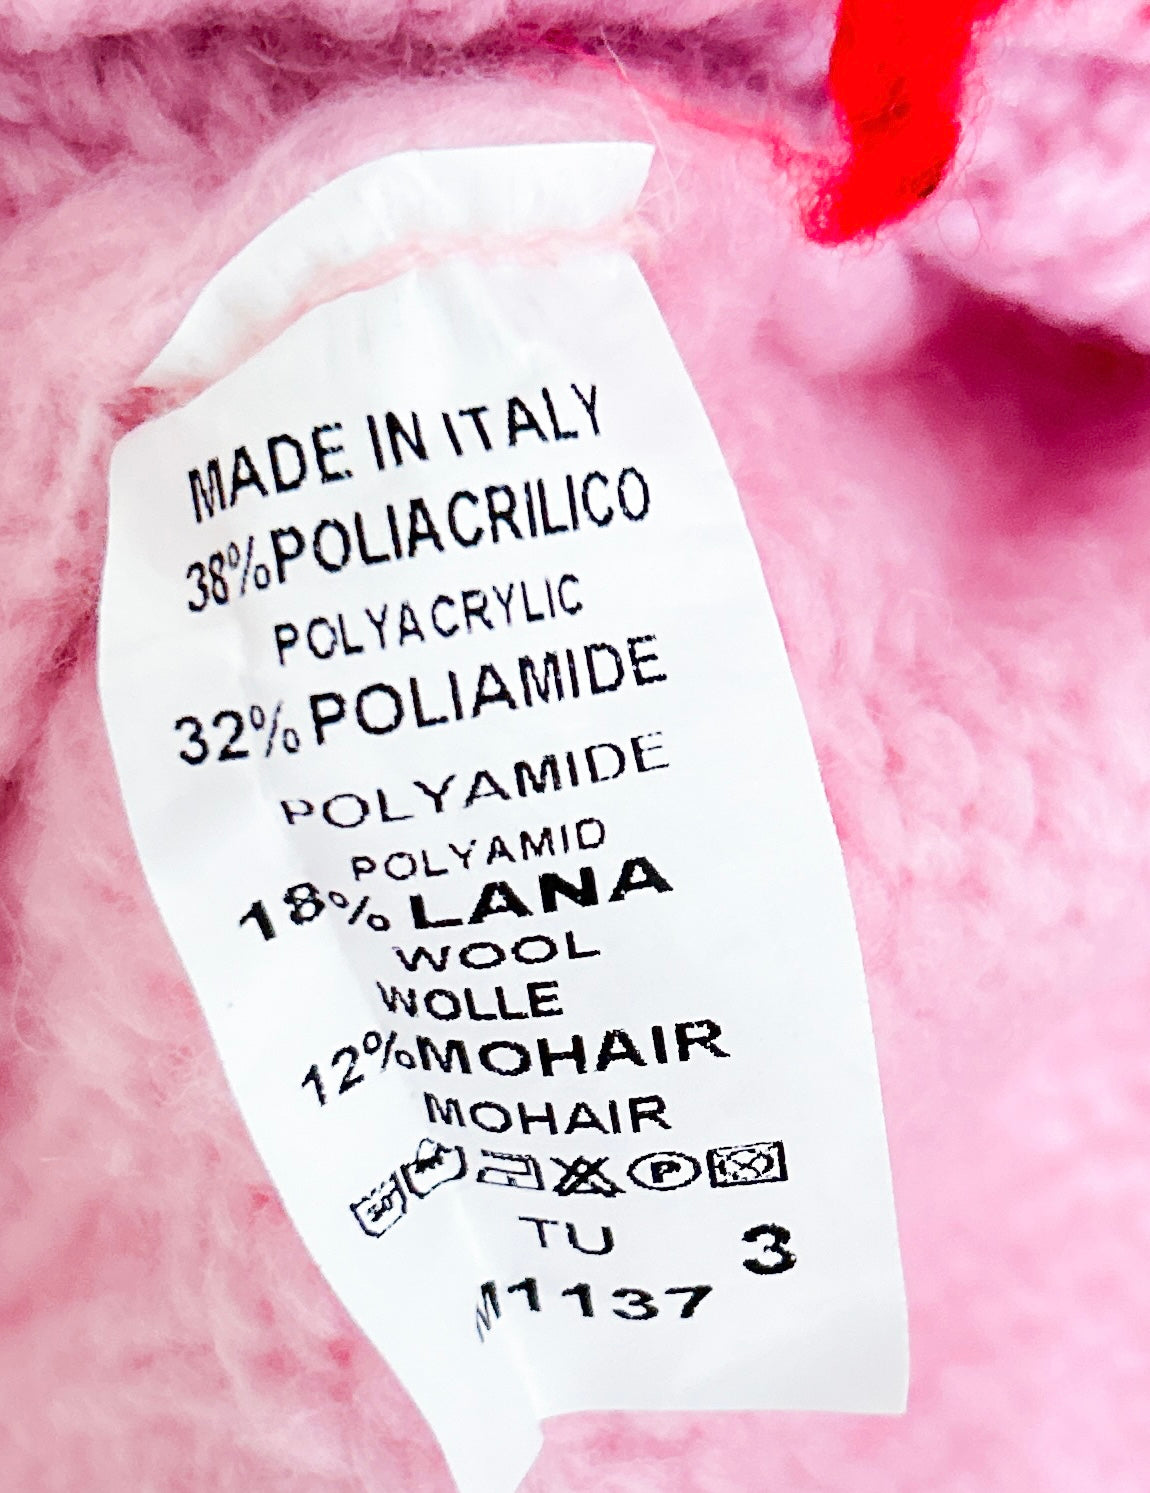 MADE IN ITALY
38%POLIACRILICO
POLYACRYLIC
32%POLIAMIDE
POLYAMIDE
POLYAMID
18%LANA
WOOL
WOLLE
12%MOHAIR
MOHAIR
30 P
TU 3
M1137